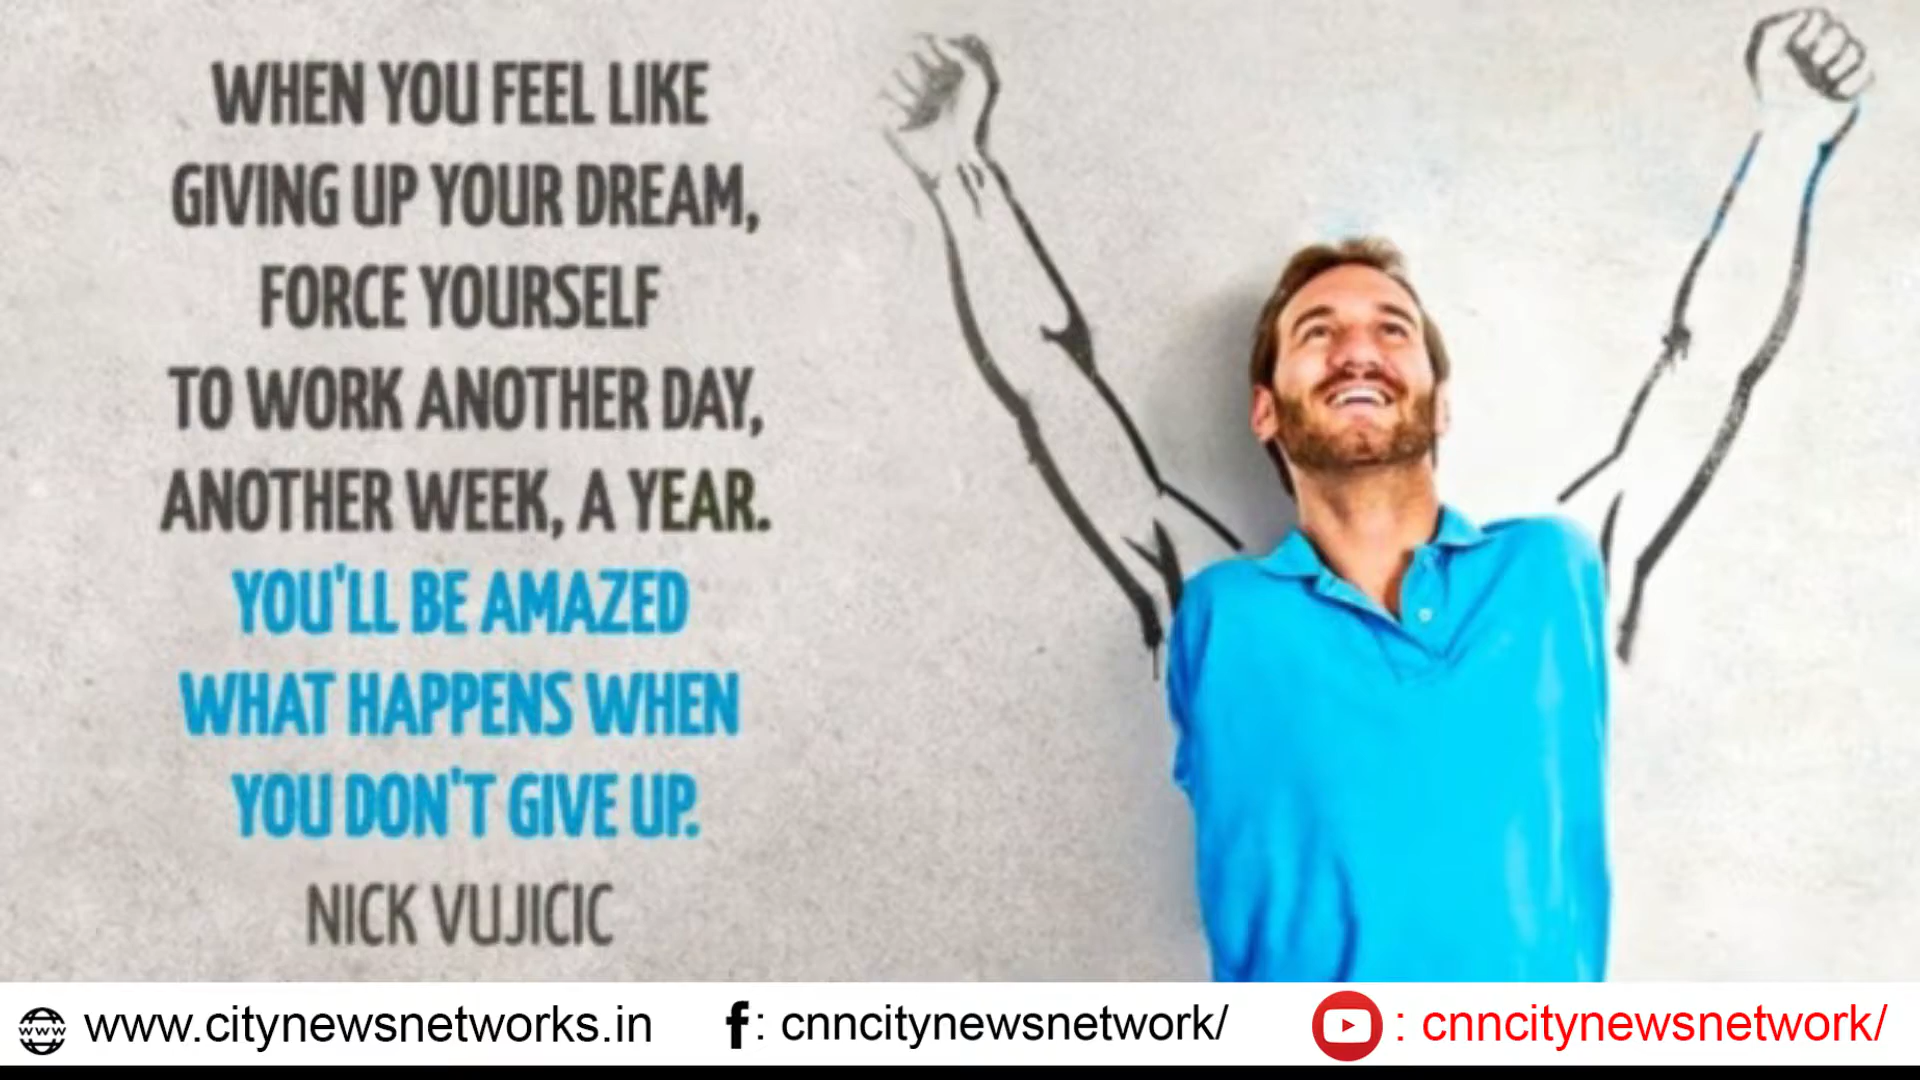 WHEN YOU FEEL LIKE
GIVING UP YOUR DREAM,
FORCE YOURSELF
TO WORK ANOTHER DAY,
ANOTHER WEEK, A YEAR.
YOU'LL BE AMAZED
WHAT HAPPENS WHEN
YOU DON'T GIVE UP.
NICK VUJICIC
www www.citynewsnetworks.in f: cnncitynewsnetwork/ : cnncitynewsnetwork/